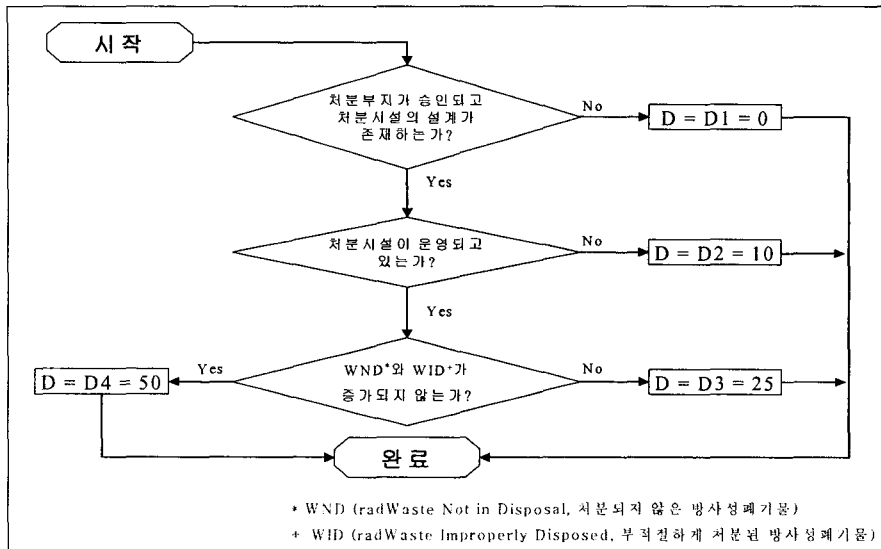 시작
처분부지가 승인되고
처분시설의 설계가
존재하는가?
No
D = D1 = 0
Yes
처분시설이 운영되고
있는가?
No
D = D2 = 10
Yes
WND*와 WID+가
증가되지 않는가?
Yes
D = D4 = 50
No
D = D3 = 25
완료
* WND (radWaste Not in Disposal, 처분되지 않은 방사성폐기물)
+ WID (radWaste Improperly Disposed, 부적절하게 처분된 방사성폐기물)